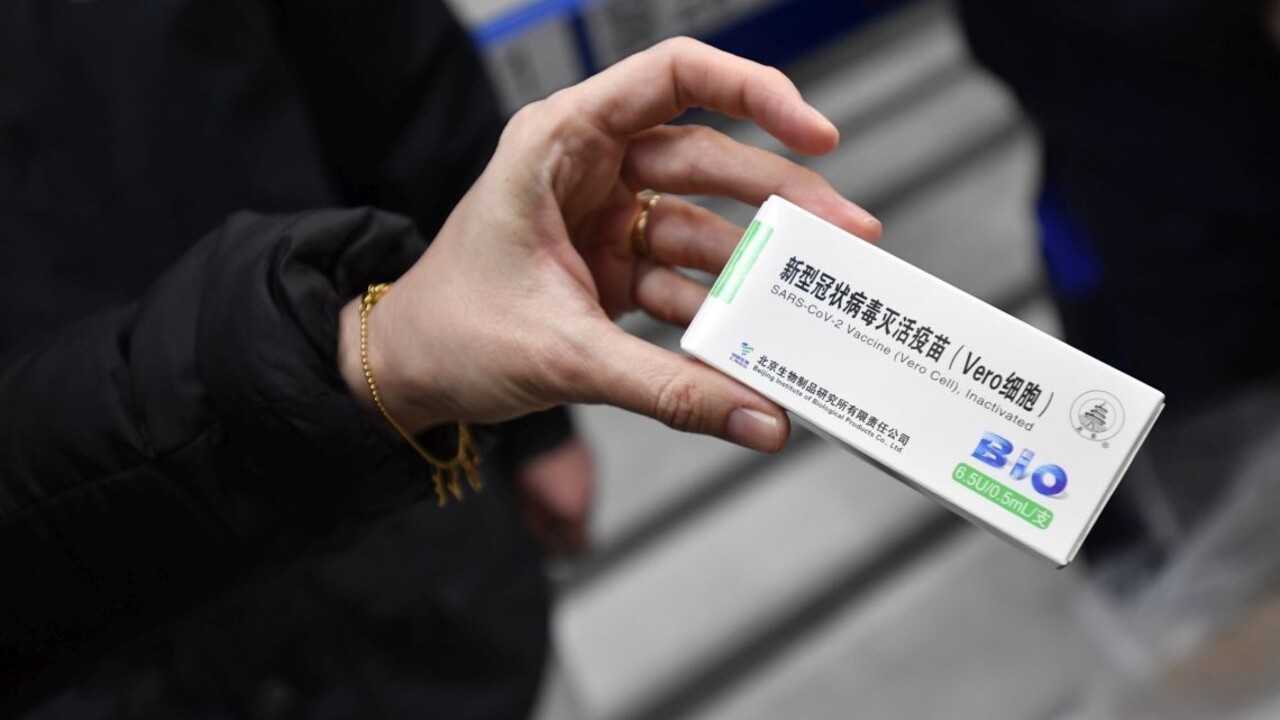 新型冠状病毒灭活疫苗（Vero细胞）
SARS-CoV-2 Vaccine (Vero Cell), Inactivated
北京生物制品研究所有限责任公司
Beijing Institute of Biological Products Co., Ltd.
BIO
6.5U/0.5mL/支